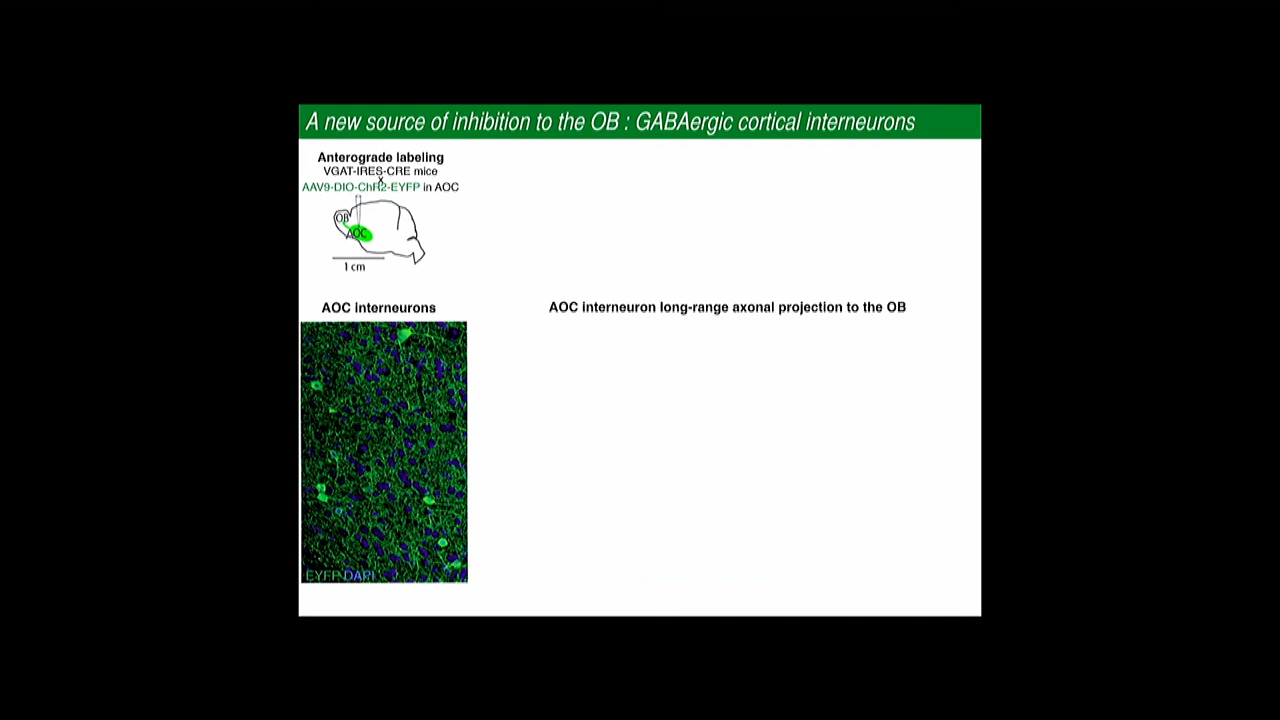 A new source of inhibition to the OB : GABAergic cortical interneurons
Anterograde labeling
VGAT-IRES-CRE mice
x
AAV9-DIO-ChR2-EYFP in AOC
OB
AOC
1 cm
AOC interneurons
AOC interneuron long-range axonal projection to the OB
EYFP DAPI